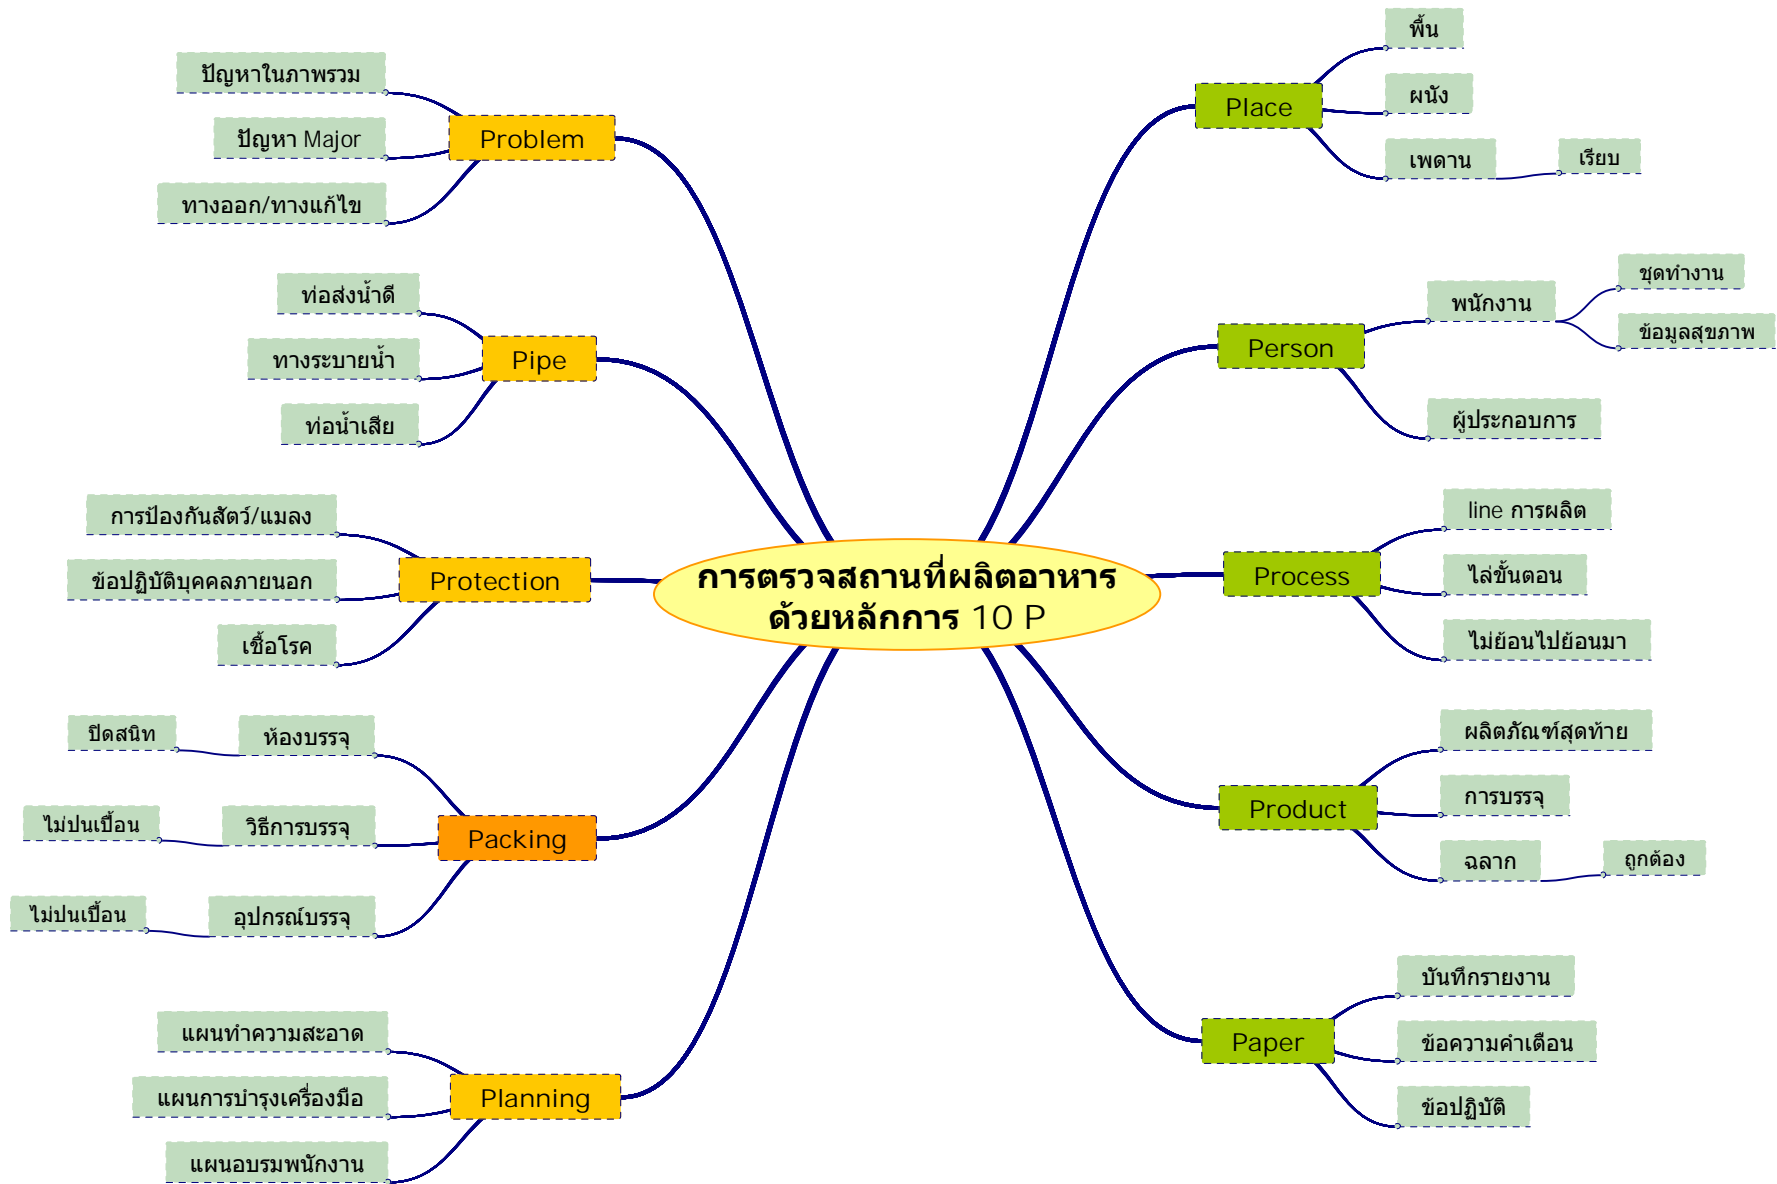 การตรวจสถานที่ผลิตอาหาร
ด้วยหลักการ 10 P
Place
พื้น
ผนัง
เพดาน
เรียบ
Person
พนักงาน
ชุดทำงาน
ข้อมูลสุขภาพ
ผู้ประกอบการ
Process
line การผลิต
ไล่ขั้นตอน
ไม่ย้อนไปย้อนมา
Product
ผลิตภัณฑ์สุดท้าย
การบรรจุ
ฉลาก
ถูกต้อง
Paper
บันทึกรายงาน
ข้อความคำเตือน
ข้อปฏิบัติ
Problem
ปัญหาในภาพรวม
ปัญหา Major
ทางออก/ทางแก้ไข
Pipe
ท่อส่งน้ำดี
ทางระบายน้ำ
ท่อน้ำเสีย
Protection
การป้องกันสัตว์/แมลง
ข้อปฏิบัติบุคคลภายนอก
เชื้อโรค
Packing
ห้องบรรจุ
ปิดสนิท
วิธีการบรรจุ
ไม่ปนเปื้อน
อุปกรณ์บรรจุ
ไม่ปนเปื้อน
Planning
แผนทำความสะอาด
แผนการบำรุงเครื่องมือ
แผนอบรมพนักงาน